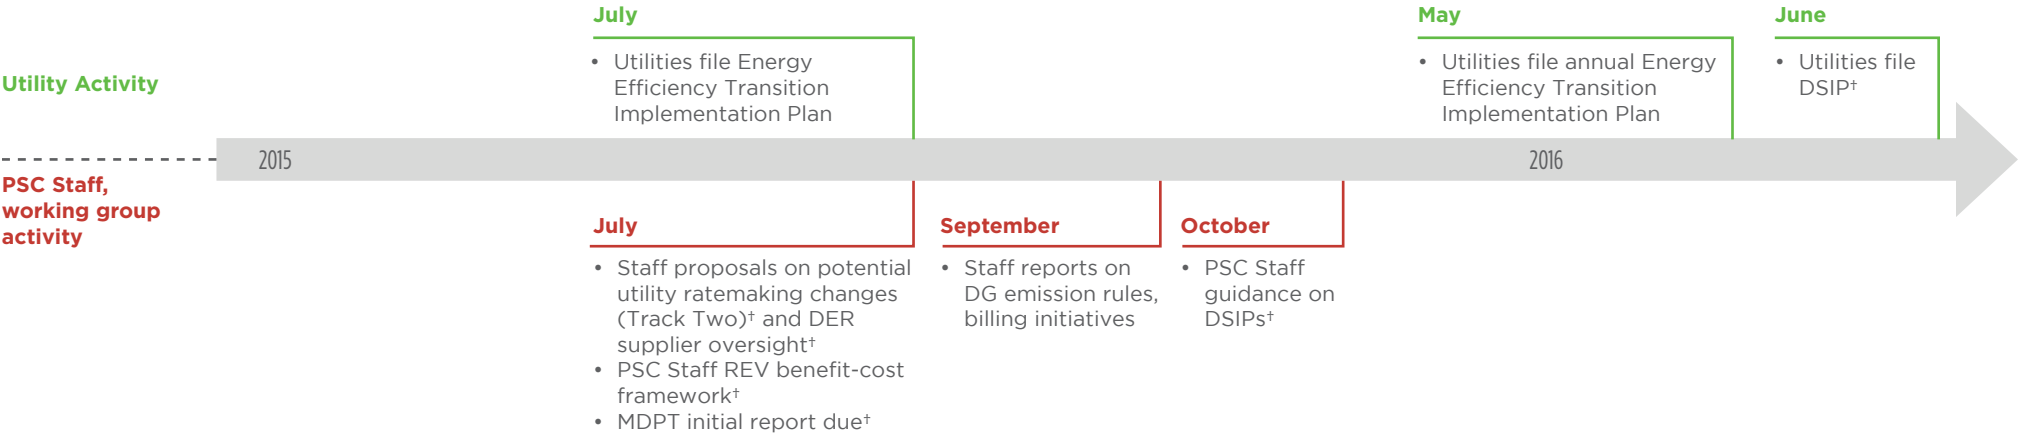 July
May
June
• Utilities file Energy
Efficiency Transition
Implementation Plan
• Utilities file annual Energy
Efficiency Transition
Implementation Plan
• Utilities file
DSIP†
Utility Activity
2015
2016
PSC Staff,
working group
activity
July
• Staff proposals on potential
utility ratemaking changes
(Track Two)† and DER
supplier oversight†
• PSC Staff REV benefit-cost
framework†
• MDPT initial report due†
September
• Staff reports on
DG emission rules,
billing initiatives
October
• PSC Staff
guidance on
DSIPs†